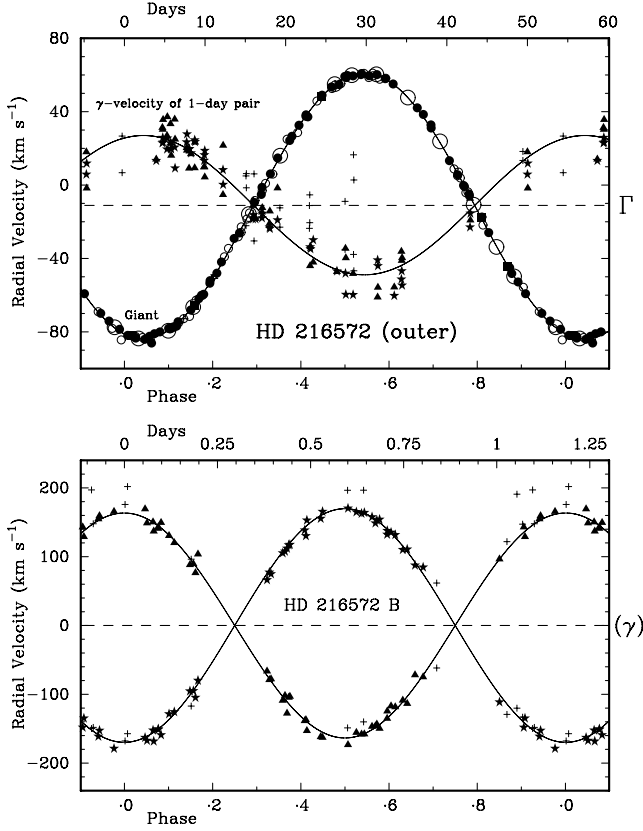 Days
0 10 20 30 40 50 60
80
40
0
−40
−80
Radial Velocity (km s⁻¹)
γ-velocity of 1-day pair
Γ
Giant
HD 216572 (outer)
·0 ·2 ·4 ·6 ·8 ·0
Phase
Days
0 0.25 0.5 0.75 1 1.25
200
100
0
−100
−200
Radial Velocity (km s⁻¹)
HD 216572 B
(γ)
·0 ·2 ·4 ·6 ·8 ·0
Phase